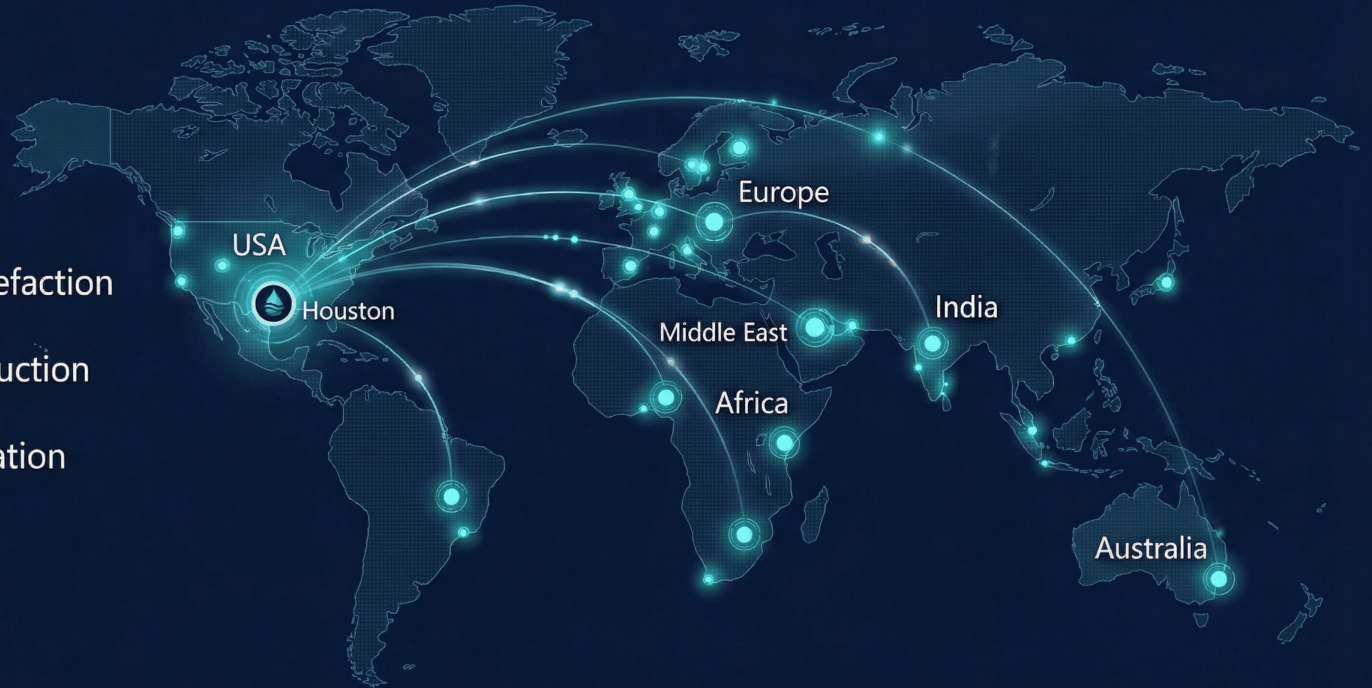 USA
Europe
efaction
Houston
India
Middle East
uction
Africa
ation
Australia